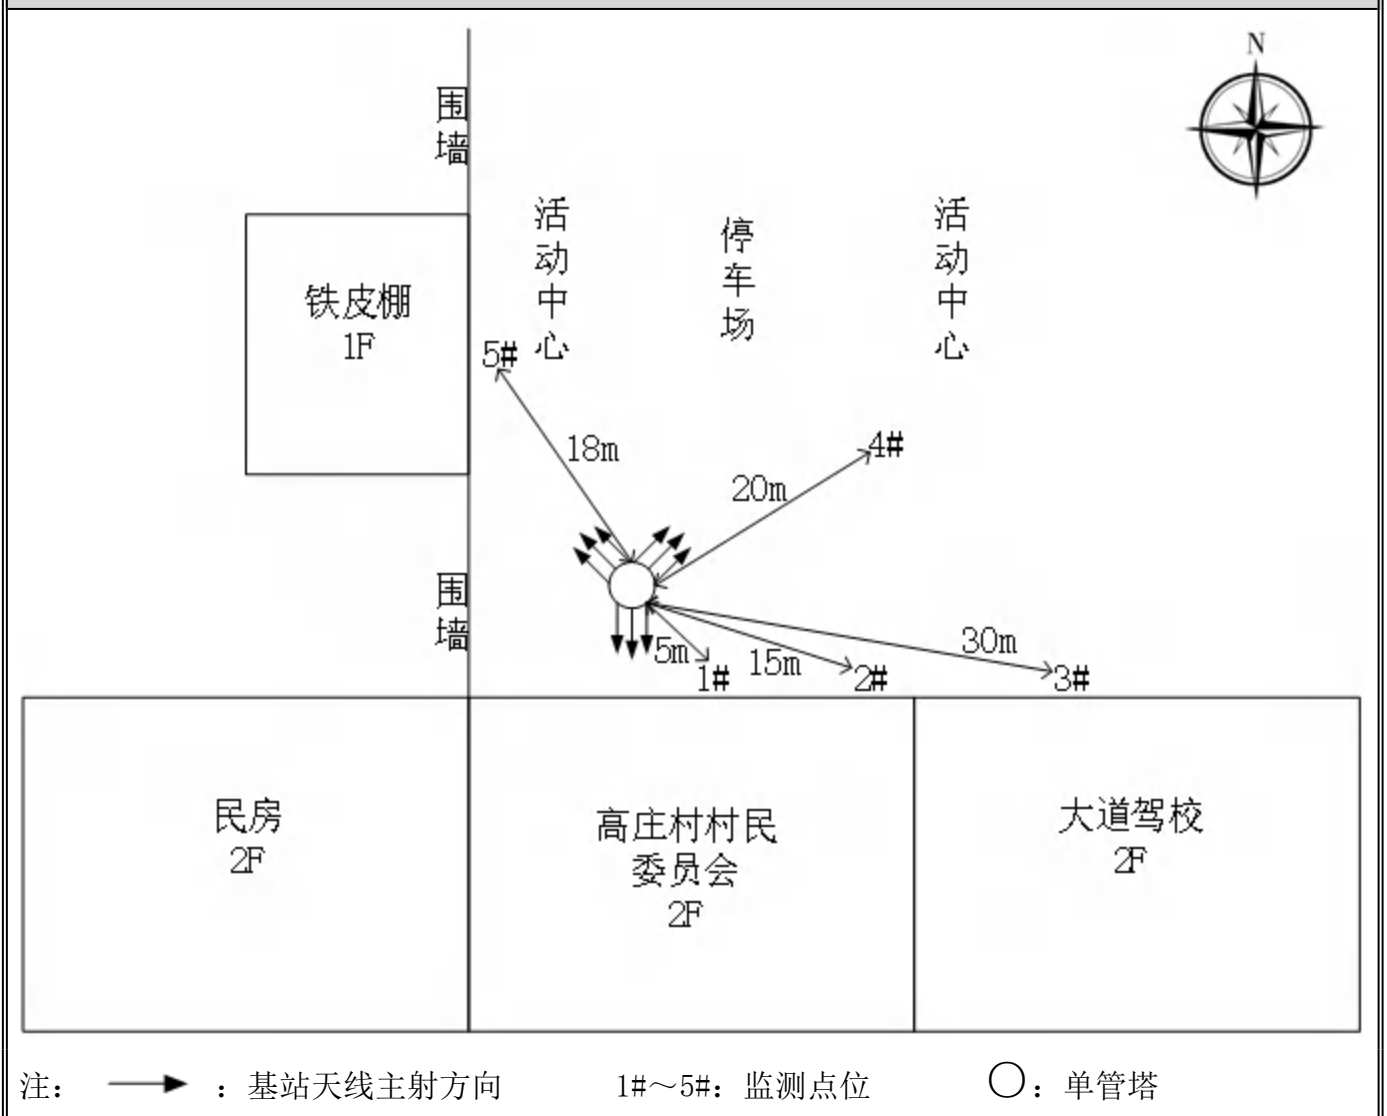 N
围墙
活动中心
停车场
活动中心
铁皮棚
1F
5#
18m
4#
20m
围墙
30m
5m
15m
1#
2#
3#
民房
2F
高庄村村民
委员会
2F
大道驾校
2F
注： ：基站天线主射方向 1#～5#：监测点位 ：单管塔